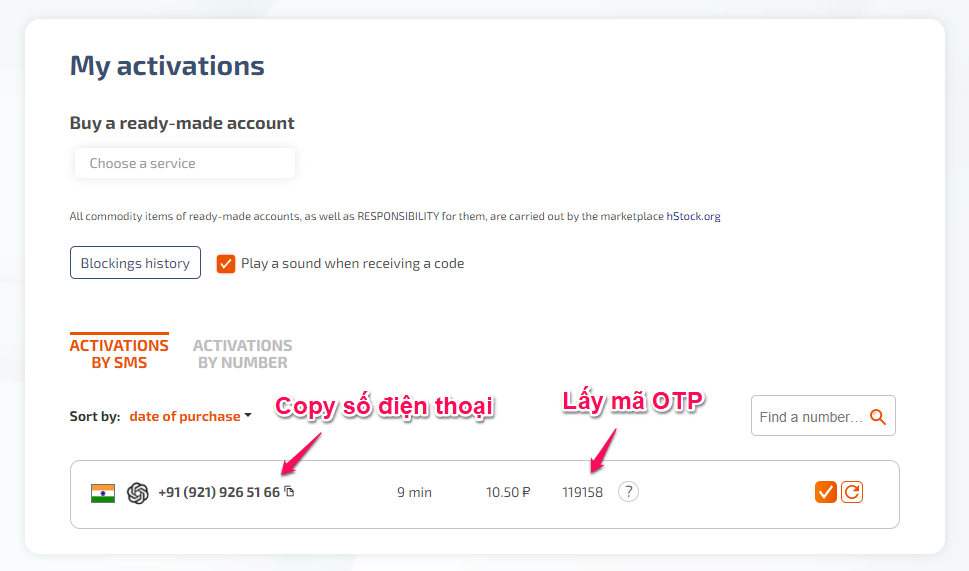 My activations
Buy a ready-made account
Choose a service
All commodity items of ready-made accounts, as well as RESPONSIBILITY for them, are carried out by the marketplace hStock.org
Blockings history
Play a sound when receiving a code
ACTIVATIONS
BY SMS
ACTIVATIONS
BY NUMBER
Sort by: date of purchase
Copy số điện thoại
Lấy mã OTP
Find a number...
+91 (921) 926 51 66 9 min 10.50 ₽ 119158 ?